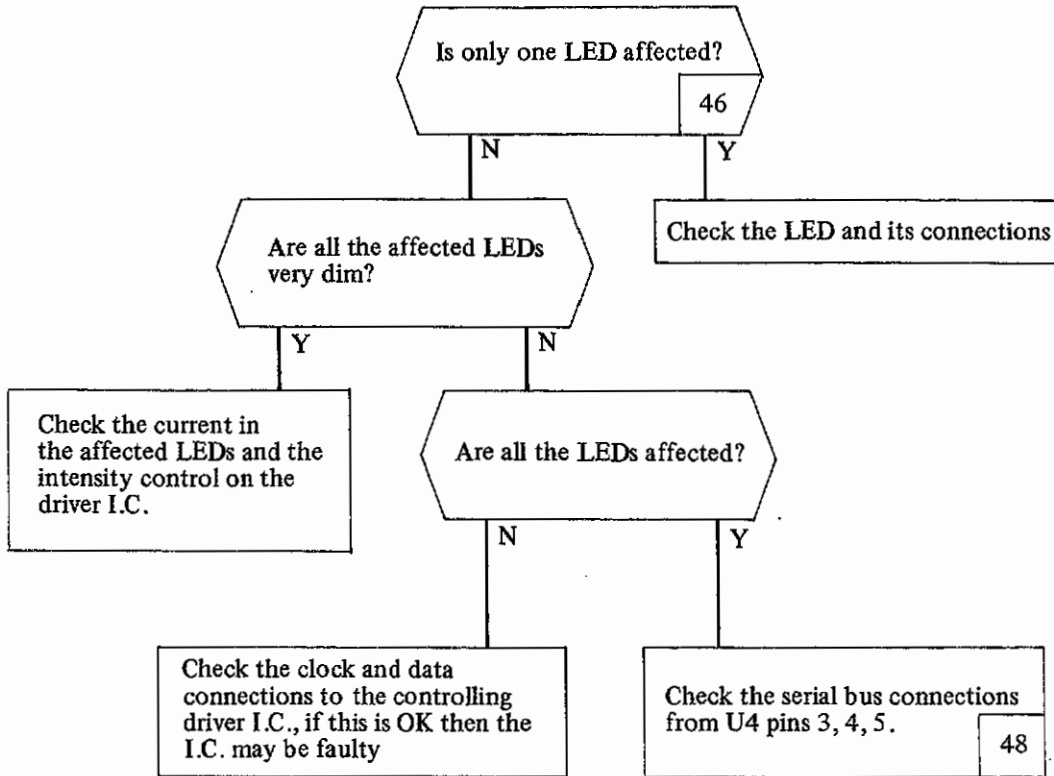 Is only one LED affected?
46
N
Y
Are all the affected LEDs
very dim?
Check the LED and its connections
Y
N
Check the current in
the affected LEDs and the
intensity control on the
driver I.C.
Are all the LEDs affected?
N
Y
Check the clock and data
connections to the controlling
driver I.C., if this is OK then the
I.C. may be faulty
Check the serial bus connections
from U4 pins 3, 4, 5.
48